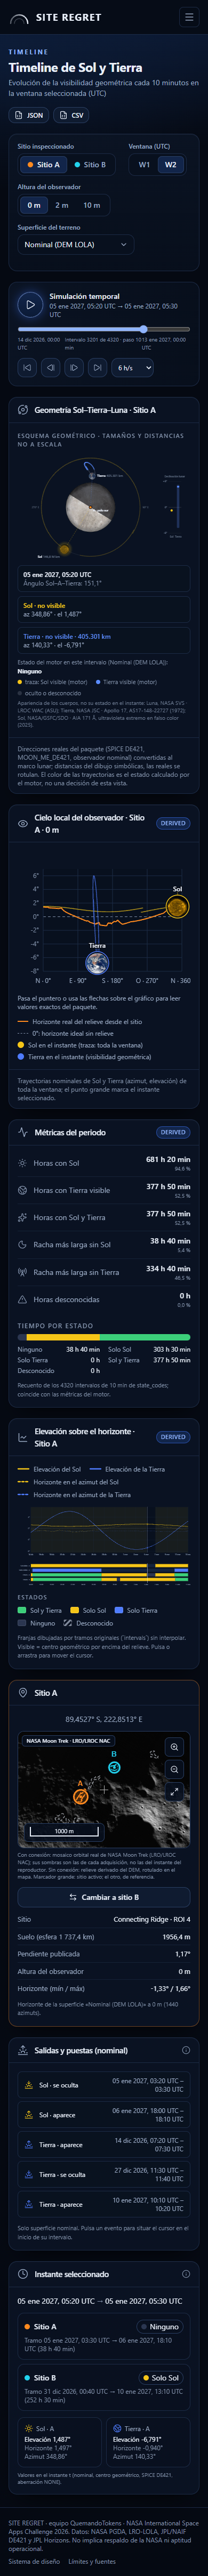 SITE REGRET
TIMELINE
Timeline de Sol y Tierra
Evolución de la visibilidad geométrica cada 10 minutos en
la ventana seleccionada (UTC)
JSON
CSV
Sitio inspeccionado
Ventana (UTC)
Sitio A
Sitio B
W1
W2
Altura del observador
0 m
2 m
10 m
Superficie del terreno
Nominal (DEM LOLA)
Simulación temporal
05 ene 2027, 05:20 UTC → 05 ene 2027, 05:30
UTC
14 dic 2026, 00:00
UTC
Intervalo 3201 de 4320 · paso 10
min
13 ene 2027, 00:00
UTC
6 h/s
Geometría Sol–Tierra–Luna · Sitio A
ESQUEMA GEOMÉTRICO · TAMAÑOS Y DISTANCIAS
NO A ESCALA
05 ene 2027, 05:20 UTC
Ángulo Sol–A–Tierra: 151,1°
Sol · no visible
az 348,86° · el 1,487°
Tierra · no visible · 405.301 km
az 140,33° · el -6,791°
Estado del motor en este intervalo (Nominal (DEM LOLA)):
Ninguno
traza: Sol visible (motor)
Tierra visible (motor)
oculto o desconocido
Direcciones reales del paquete (SPICE DE421,
MOON_ME_DE421, observador nominal) convertidas al
marco lunar; distancias del dibujo simbólicas, las reales se
rotulan. El color de las trayectorias es el estado calculado por
el motor, no una decisión de esta vista.
Cielo local del observador · Sitio
A · 0 m
DERIVED
6°
4°
2°
0°
-2°
-4°
-6°
-8°
Sol
Tierra
N · 0°
E · 90°
S · 180°
O · 270°
N · 360
Pasa el puntero o usa las flechas sobre el gráfico para leer
valores exactos del paquete.
Horizonte real del relieve desde el sitio
0°: horizonte ideal sin relieve
Sol en el instante (traza: toda la ventana)
Tierra en el instante (visibilidad geométrica)
Trayectorias nominales de Sol y Tierra (azimut, elevación) de
toda la ventana; el punto grande marca el instante
seleccionado.
Métricas del periodo
DERIVED
Horas con Sol
681 h 20 min
94,6 %
Horas con Tierra visible
377 h 50 min
52,5 %
Horas con Sol y Tierra
377 h 50 min
52,5 %
Racha más larga sin Sol
38 h 40 min
5,4 %
Racha más larga sin Tierra
334 h 40 min
46,5 %
Horas desconocidas
0 h
0,0 %
TIEMPO POR ESTADO
Ninguno
38 h 40 min
Solo Sol
303 h 30 min
Solo Tierra
0 h
Sol y Tierra
377 h 50 min
Desconocido
0 h
Recuento de los 4320 intervalos de 10 min de state_codes;
coincide con las métricas del motor.
Elevación sobre el horizonte ·
Sitio A
DERIVED
Elevación del Sol
Elevación de la Tierra
Horizonte en el azimut del Sol
Horizonte en el azimut de la Tierra
ESTADOS
Sol y Tierra
Solo Sol
Solo Tierra
Ninguno
Desconocido
Franjas dibujadas por tramos originales ('intervals') sin interpolar.
Visible = centro geométrico por encima del relieve. Pulsa o
arrastra para mover el cursor.
Sitio A
89,4527° S, 222,8513° E
NASA Moon Trek · LRO/LROC NAC
B
A
1000 m
Con conexión: mosaico orbital de NASA Moon Trek (LRO/LROC
NAC); sus sombras son las de cada adquisición, no las del instante del
reproductor. Sin conexión: relieve derivado del DEM, rotulado en el
mapa. Marcador grande: sitio activo; el otro, de referencia.
Cambiar a sitio B
Sitio
Connecting Ridge · ROI 4
Suelo (esfera 1 737,4 km)
1956,4 m
Pendiente publicada
1,17°
Altura del observador
0 m
Horizonte (mín / máx)
-1,33° / 1,66°
Horizonte de la superficie «Nominal (DEM LOLA)» a 0 m (1440
azimuts).
Salidas y puestas (nominal)
Sol · se oculta
05 ene 2027, 03:20 UTC –
03:30 UTC
Sol · aparece
06 ene 2027, 18:00 UTC –
18:10 UTC
Tierra · aparece
14 dic 2026, 07:20 UTC –
07:30 UTC
Tierra · se oculta
27 dic 2026, 11:30 UTC –
11:40 UTC
Tierra · aparece
10 ene 2027, 10:10 UTC –
10:20 UTC
Solo superficie nominal. Pulsa un evento para situar el cursor en el
inicio de su intervalo.
Instante seleccionado
05 ene 2027, 05:20 UTC → 05 ene 2027, 05:30 UTC
Sitio A
Ninguno
Tramo 05 ene 2027, 03:30 UTC → 06 ene 2027, 18:10
UTC (38 h 40 min)
Sitio B
Solo Sol
Tramo 31 dic 2026, 00:40 UTC → 10 ene 2027, 13:10 UTC
(252 h 30 min)
Sol · A
Elevación 1,487°
Horizonte 1,497°
Azimut 348,86°
Tierra · A
Elevación -6,791°
Horizonte -0,940°
Azimut 140,33°
Valores en el instante t (nominal, centro geométrico, SPICE DE421,
aberración NONE).
SITE REGRET · equipo QuemandoTokens · NASA International Space
Apps Challenge 2026. Datos: NASA PGDA, LRO-LOLA, JPL/NAIF
DE421 y JPL Horizons. No implica respaldo de la NASA ni aptitud
operacional.
Sistema de diseño
Límites y fuentes